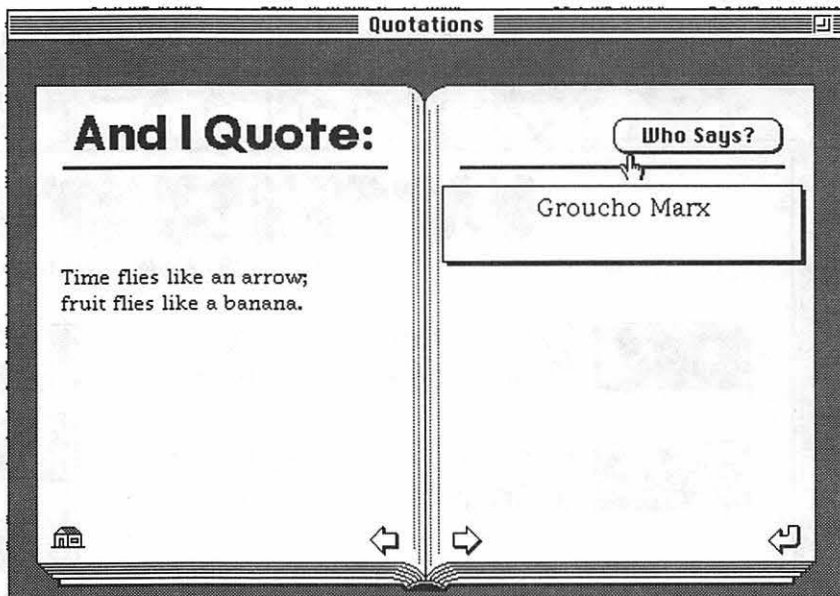 Quotations
And I Quote:
Who Says?
Groucho Marx
Time flies like an arrow;
fruit flies like a banana.